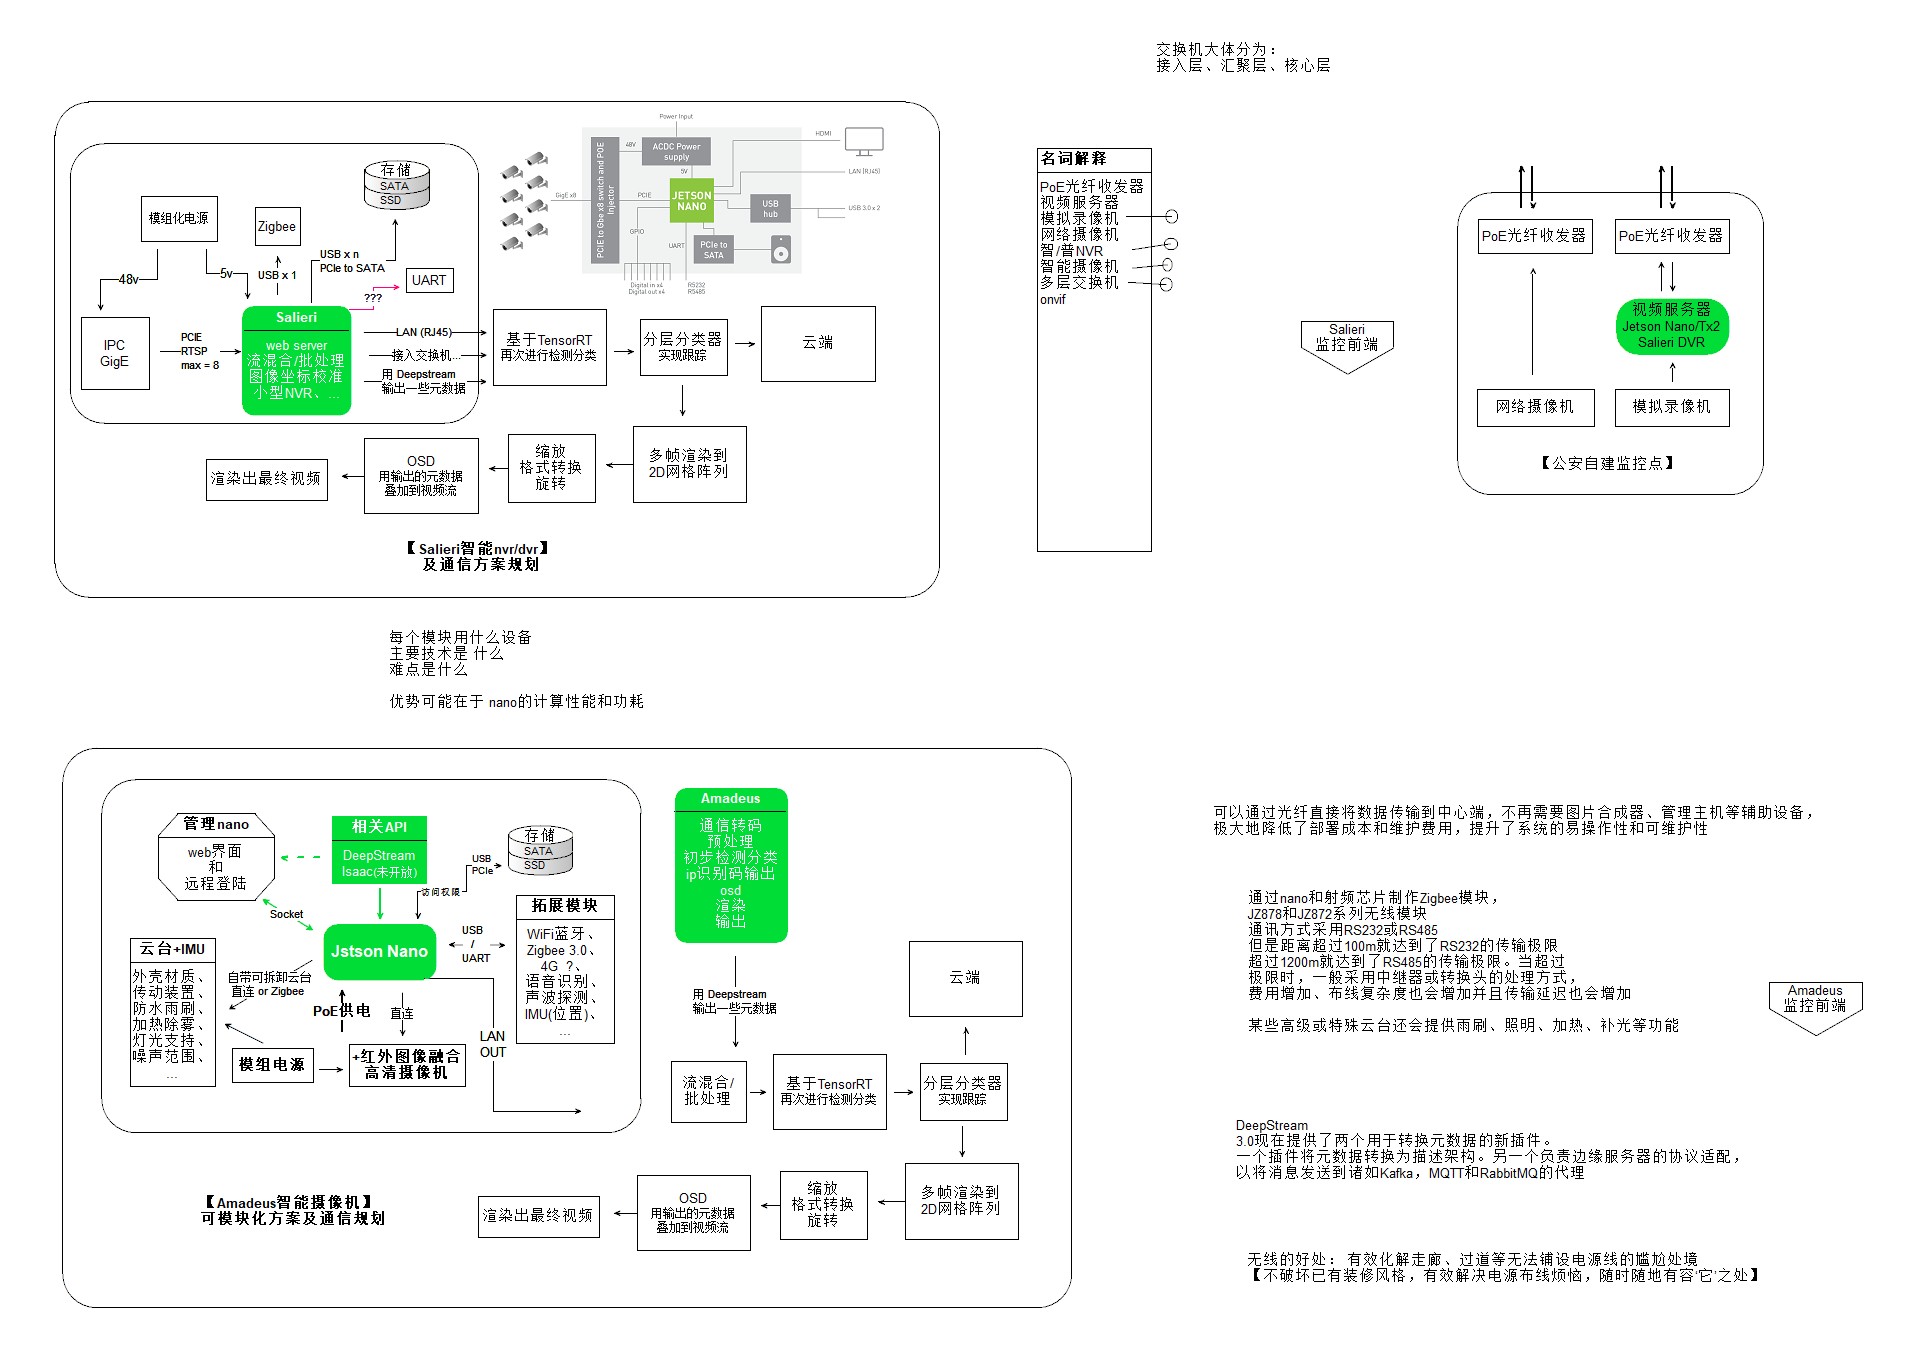 交换机大体分为：
接入层、汇聚层、核心层
存储
SATA
SSD
模组化电源
Zigbee
48v
5v
USB x 1
USB x n
PCIe to SATA
???
UART
IPC
GigE
PCIE
RTSP
max = 8
Salieri
web server
流混合/批处理
图像坐标校准
小型NVR、...
LAN (RJ45)
接入交换机...
用 Deepstream
输出一些元数据
Power Input
48V
ACDC Power
supply
5V
HDMI
LAN (RJ45)
GigE x8
PCIE to Gbe x8 switch and POE
Injector
PCIE
JETSON
NANO
USB
hub
USB 3.0 x 2
GPIO
UART
PCIe to
SATA
Digital in x4
Digital out x4
RS232
RS485
基于TensorRT
再次进行检测分类
分层分类器
实现跟踪
云端
多帧渲染到
2D网格阵列
缩放
格式转换
旋转
OSD
用输出的元数据
叠加到视频流
渲染出最终视频
【Salieri智能nvr/dvr】
及通信方案规划
名词解释
PoE光纤收发器
视频服务器
模拟录像机
网络摄像机
智/普NVR
智能摄像机
多层交换机
onvif
Salieri
监控前端
PoE光纤收发器
PoE光纤收发器
视频服务器
Jetson Nano/Tx2
Salieri DVR
网络摄像机
模拟录像机
【公安自建监控点】
每个模块用什么设备
主要技术是 什么
难点是什么
优势可能在于 nano的计算性能和功耗
管理nano
web界面
和
远程登陆
相关API
DeepStream
Isaac(未开放)
存储
SATA
SSD
USB
PCIe
访问权限
Socket
Jstson Nano
USB
/
UART
拓展模块
WiFi蓝牙、
Zigbee 3.0、
4G ?、
语音识别、
声波探测、
IMU(位置)、
...
云台+IMU
外壳材质、
传动装置、
防水雨刷、
加热除雾、
灯光支持、
噪声范围、
...
自带可拆卸云台
直连 or Zigbee
PoE供电
直连
LAN
OUT
模组电源
+红外图像融合
高清摄像机
Amadeus
通信转码
预处理
初步检测分类
ip识别码输出
osd
渲染
输出
用 Deepstream
输出一些元数据
云端
流混合/
批处理
基于TensorRT
再次进行检测分类
分层分类器
实现跟踪
多帧渲染到
2D网格阵列
缩放
格式转换
旋转
OSD
用输出的元数据
叠加到视频流
渲染出最终视频
【Amadeus智能摄像机】
可模块化方案及通信规划
可以通过光纤直接将数据传输到中心端，不再需要图片合成器、管理主机等辅助设备，
极大地降低了部署成本和维护费用，提升了系统的易操作性和可维护性
通过nano和射频芯片制作Zigbee模块，
JZ878和JZ872系列无线模块
通讯方式采用RS232或RS485
但是距离超过100m就达到了RS232的传输极限
超过1200m就达到了RS485的传输极限。当超过
极限时，一般采用中继器或转换头的处理方式，
费用增加、布线复杂度也会增加并且传输延迟也会增加
某些高级或特殊云台还会提供雨刷、照明、加热、补光等功能
Amadeus
监控前端
DeepStream
3.0现在提供了两个用于转换元数据的新插件。
一个插件将元数据转换为描述架构。另一个负责边缘服务器的协议适配，
以将消息发送到诸如Kafka，MQTT和RabbitMQ的代理
无线的好处： 有效化解走廊、过道等无法铺设电源线的尴尬处境
【不破坏已有装修风格，有效解决电源布线烦恼，随时随地有容‘它’之处】